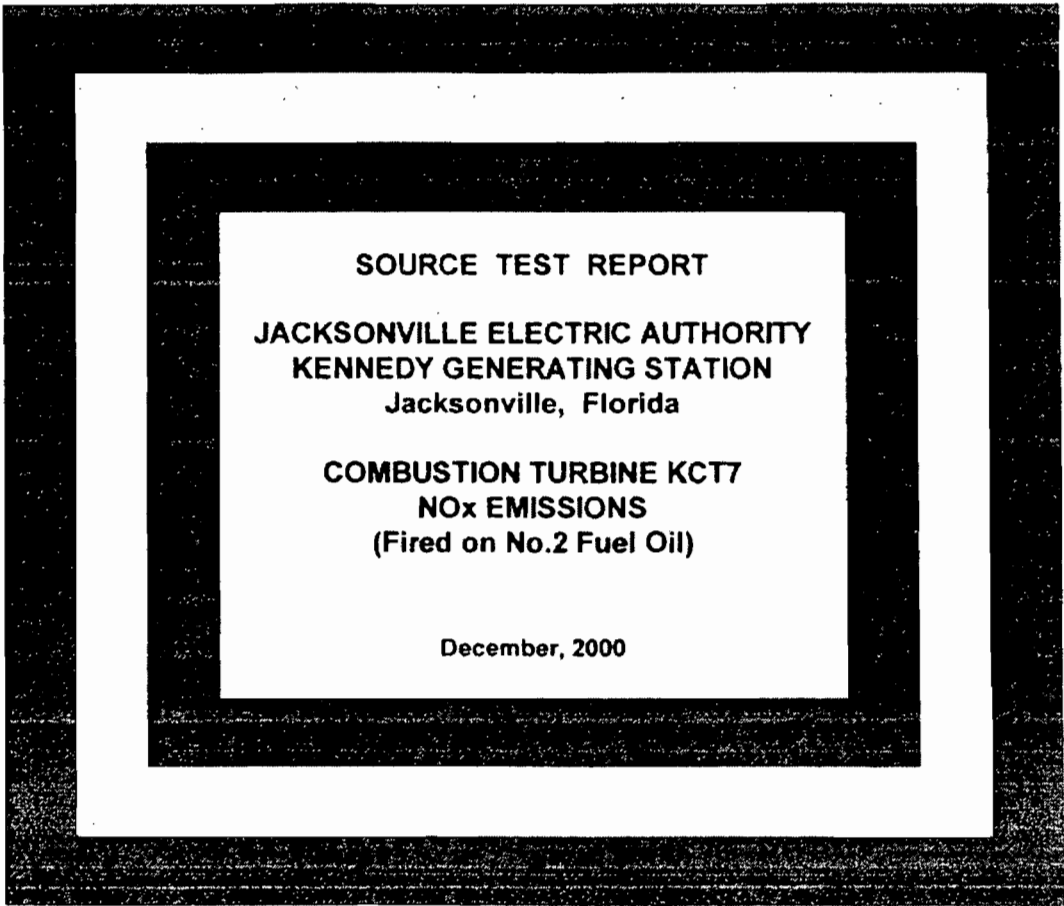 SOURCE TEST REPORT
JACKSONVILLE ELECTRIC AUTHORITY
KENNEDY GENERATING STATION
Jacksonville, Florida
COMBUSTION TURBINE KCT7
NOx EMISSIONS
(Fired on No.2 Fuel Oil)
December, 2000